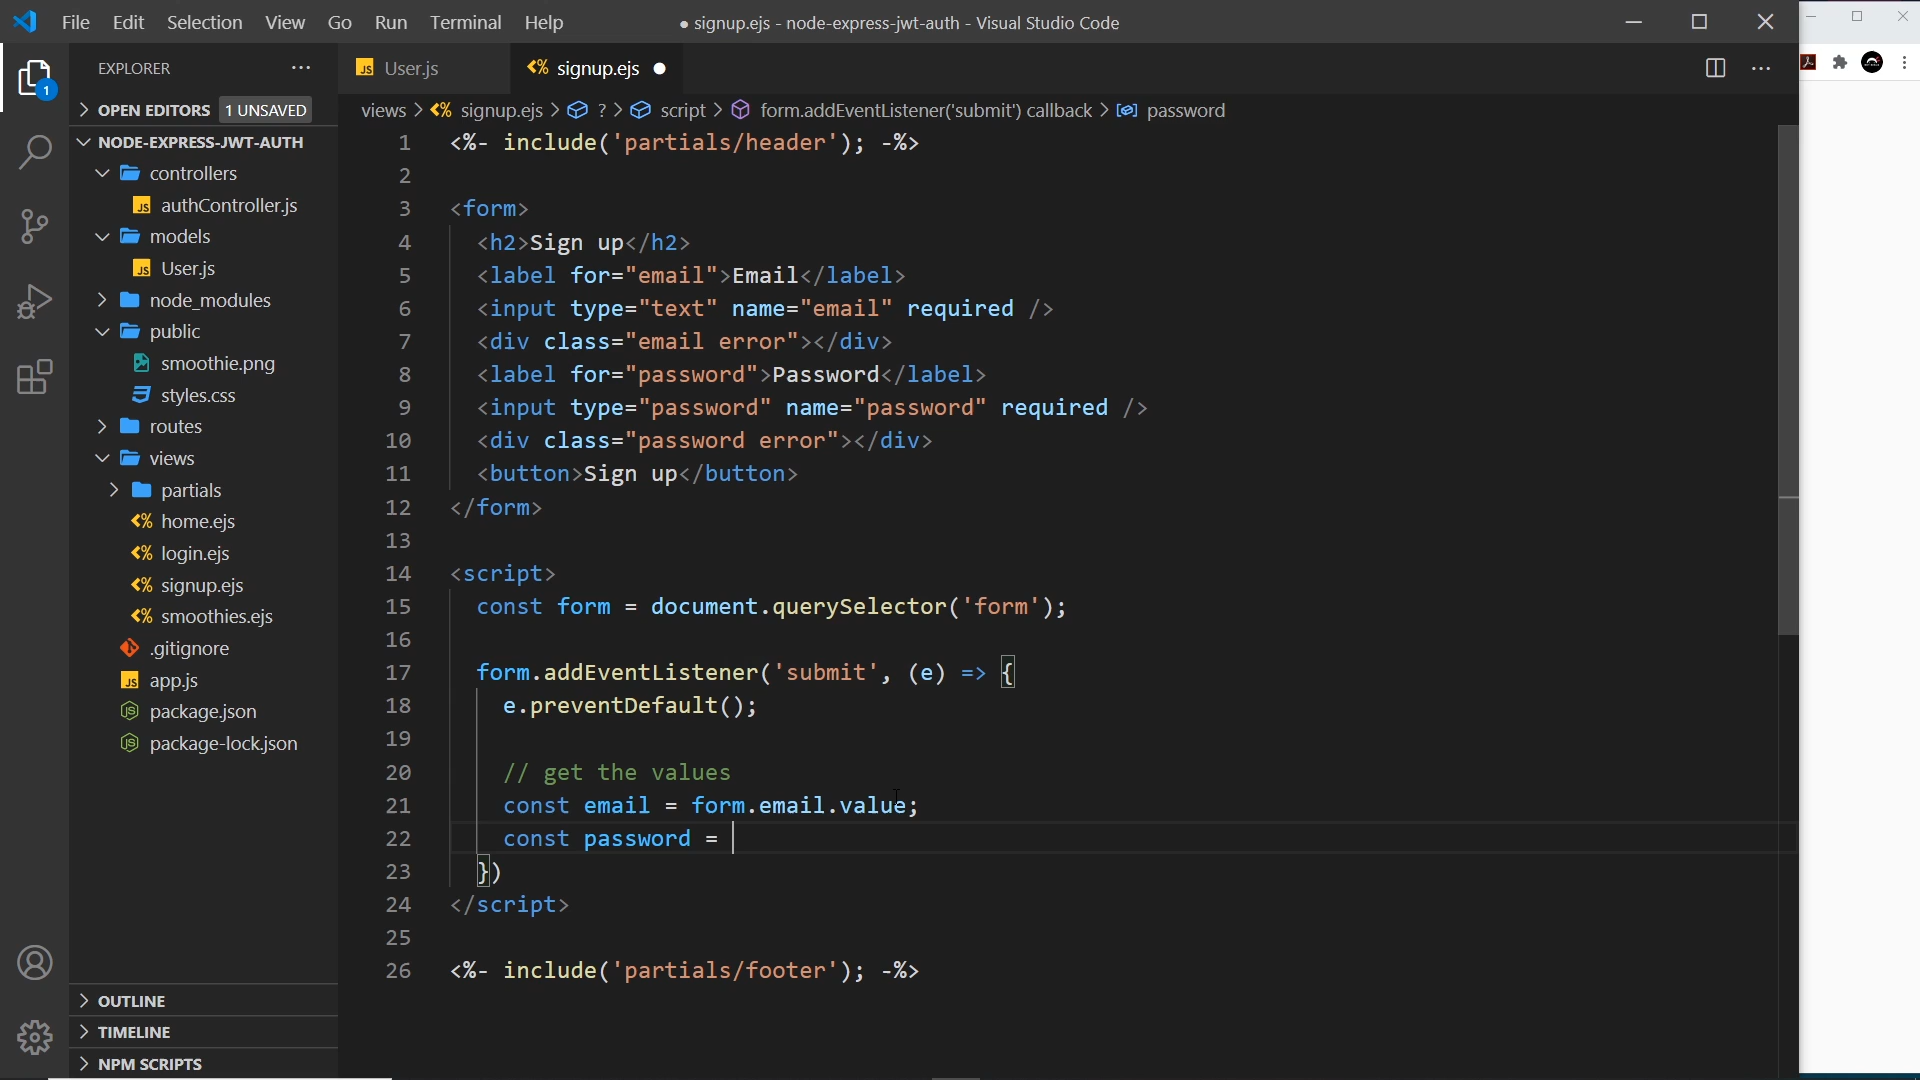 File Edit Selection View Go Run Terminal Help
● signup.ejs - node-express-jwt-auth - Visual Studio Code
EXPLORER ···
1
OPEN EDITORS 1 UNSAVED
NODE-EXPRESS-JWT-AUTH
controllers
JS authController.js
models
JS User.js
node_modules
public
smoothie.png
styles.css
routes
views
partials
<% home.ejs
<% login.ejs
<% signup.ejs
<% smoothies.ejs
.gitignore
JS app.js
package.json
package-lock.json
OUTLINE
TIMELINE
NPM SCRIPTS
JS User.js
<% signup.ejs ●
views > <% signup.ejs > ? > script > form.addEventListener('submit') callback > password
1 <%- include('partials/header'); -%>
2
3 <form>
4 <h2>Sign up</h2>
5 <label for="email">Email</label>
6 <input type="text" name="email" required />
7 <div class="email error"></div>
8 <label for="password">Password</label>
9 <input type="password" name="password" required />
10 <div class="password error"></div>
11 <button>Sign up</button>
12 </form>
13
14 <script>
15 const form = document.querySelector('form');
16
17 form.addEventListener('submit', (e) => {
18 e.preventDefault();
19
20 // get the values
21 const email = form.email.value;
22 const password =
23 })
24 </script>
25
26 <%- include('partials/footer'); -%>